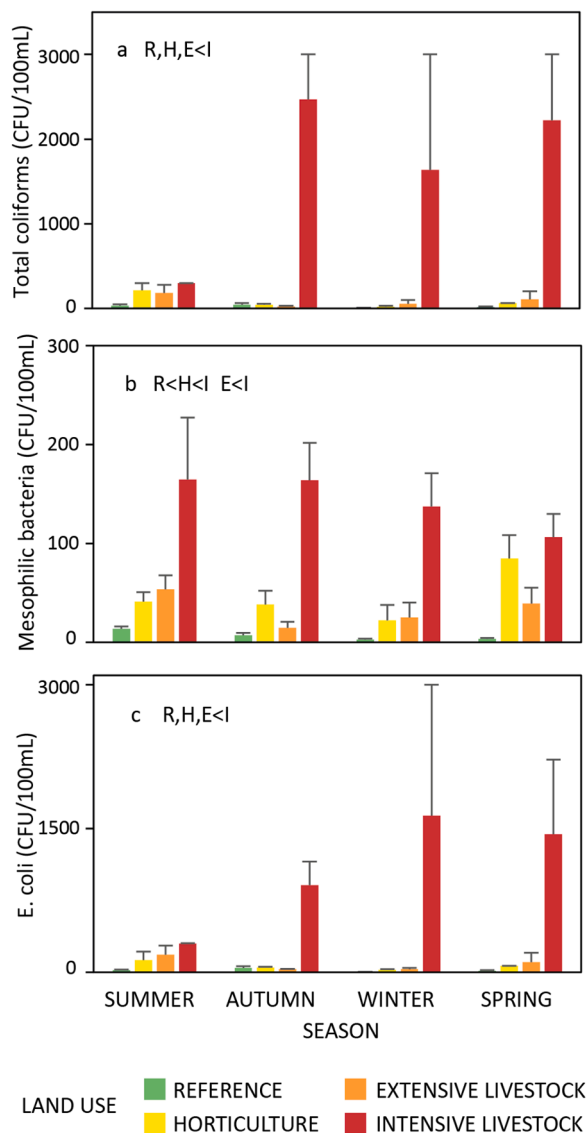 a R,H,E<I
Total coliforms (CFU/100mL)
3000
2000
1000
0
b R<H<I E<I
Mesophilic bacteria (CFU/100mL)
300
200
100
0
c R,H,E<I
E. coli (CFU/100mL)
3000
1500
0
SUMMER AUTUMN WINTER SPRING
SEASON
LAND USE
REFERENCE EXTENSIVE LIVESTOCK
HORTICULTURE INTENSIVE LIVESTOCK